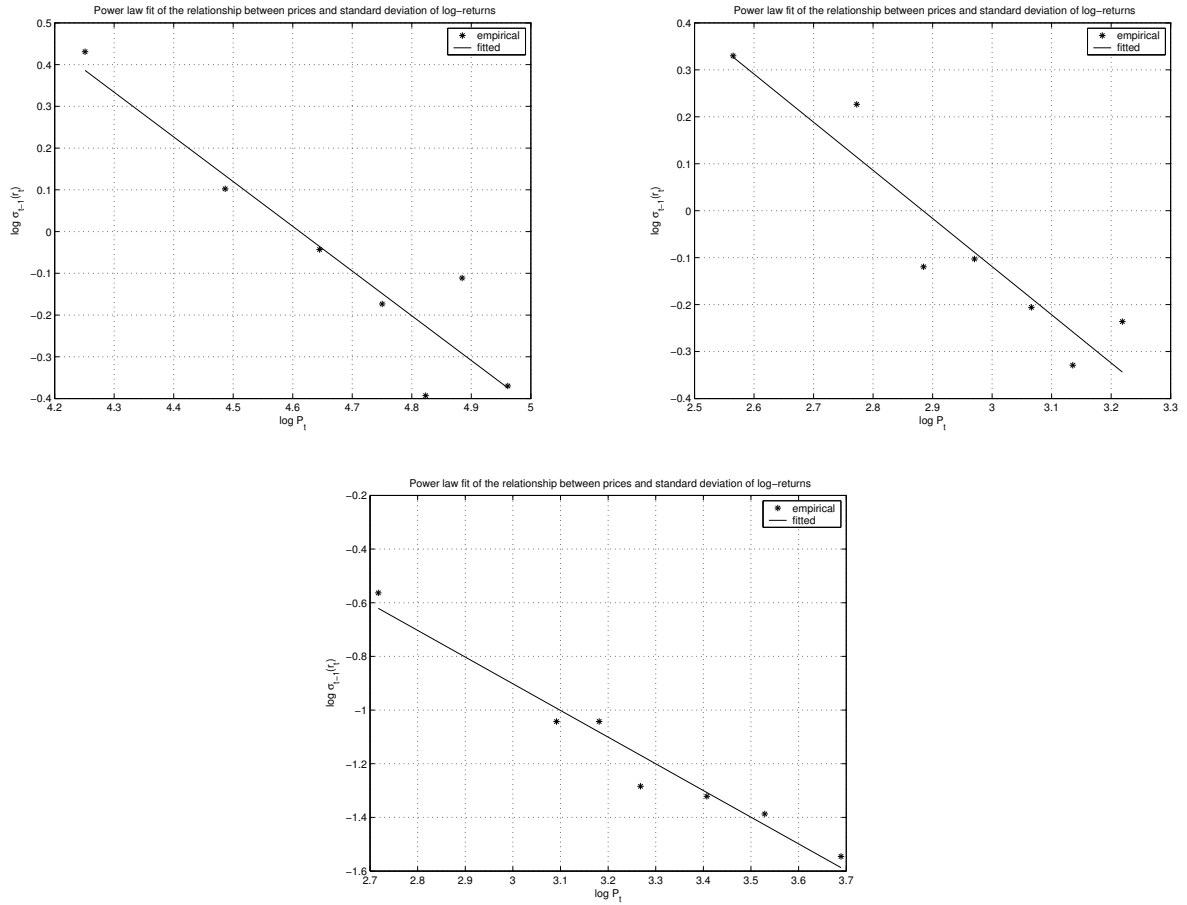 Power law fit of the relationship between prices and standard deviation of log−returns
0.5
0.4
0.3
0.2
0.1
0
−0.1
−0.2
−0.3
−0.4
log σt−1(rt)
4.2 4.3 4.4 4.5 4.6 4.7 4.8 4.9 5
log Pt
empirical
fitted
Power law fit of the relationship between prices and standard deviation of log−returns
0.4
0.3
0.2
0.1
0
−0.1
−0.2
−0.3
−0.4
log σt−1(rt)
2.5 2.6 2.7 2.8 2.9 3 3.1 3.2 3.3
log Pt
empirical
fitted
Power law fit of the relationship between prices and standard deviation of log−returns
−0.2
−0.4
−0.6
−0.8
−1
−1.2
−1.4
−1.6
log σt−1(rt)
2.7 2.8 2.9 3 3.1 3.2 3.3 3.4 3.5 3.6 3.7
log Pt
empirical
fitted